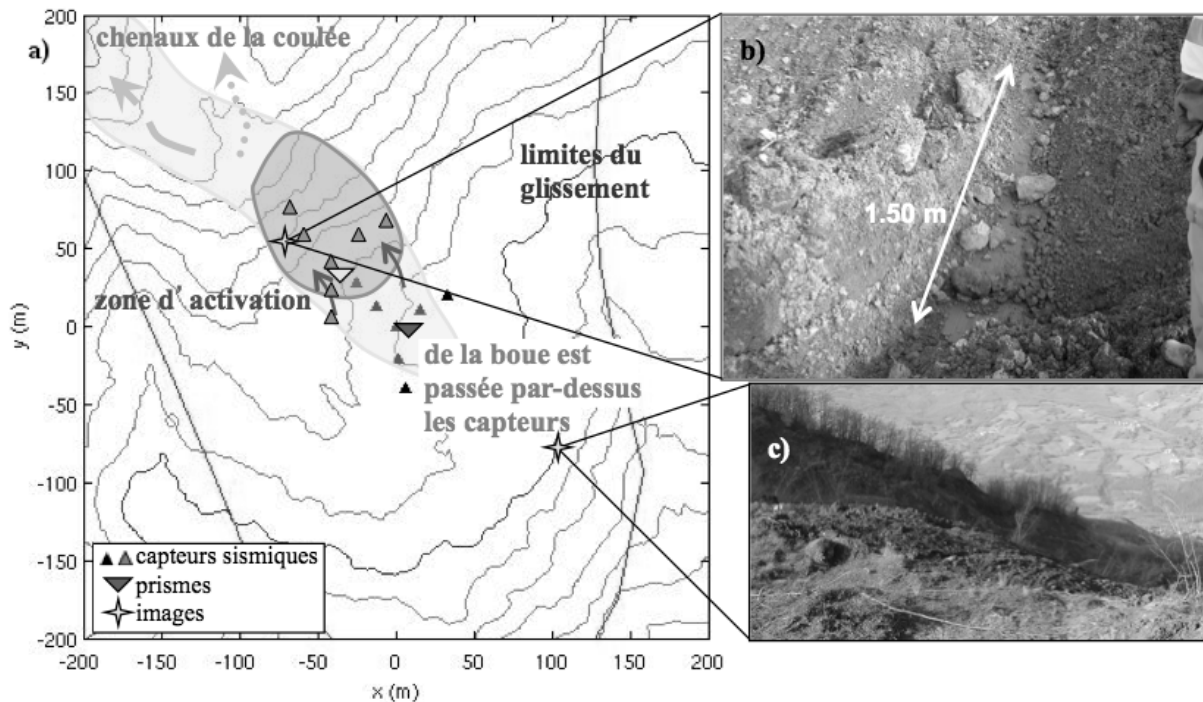 a)
chenaux de la coulée
limites du
glissement
zone d'activation
de la boue est
passée par-dessus
les capteurs
capteurs sismiques
prismes
images
200
150
100
50
0
-50
-100
-150
-200
y (m)
-200
-150
-100
-50
0
50
100
150
200
x (m)
b)
1.50 m
c)